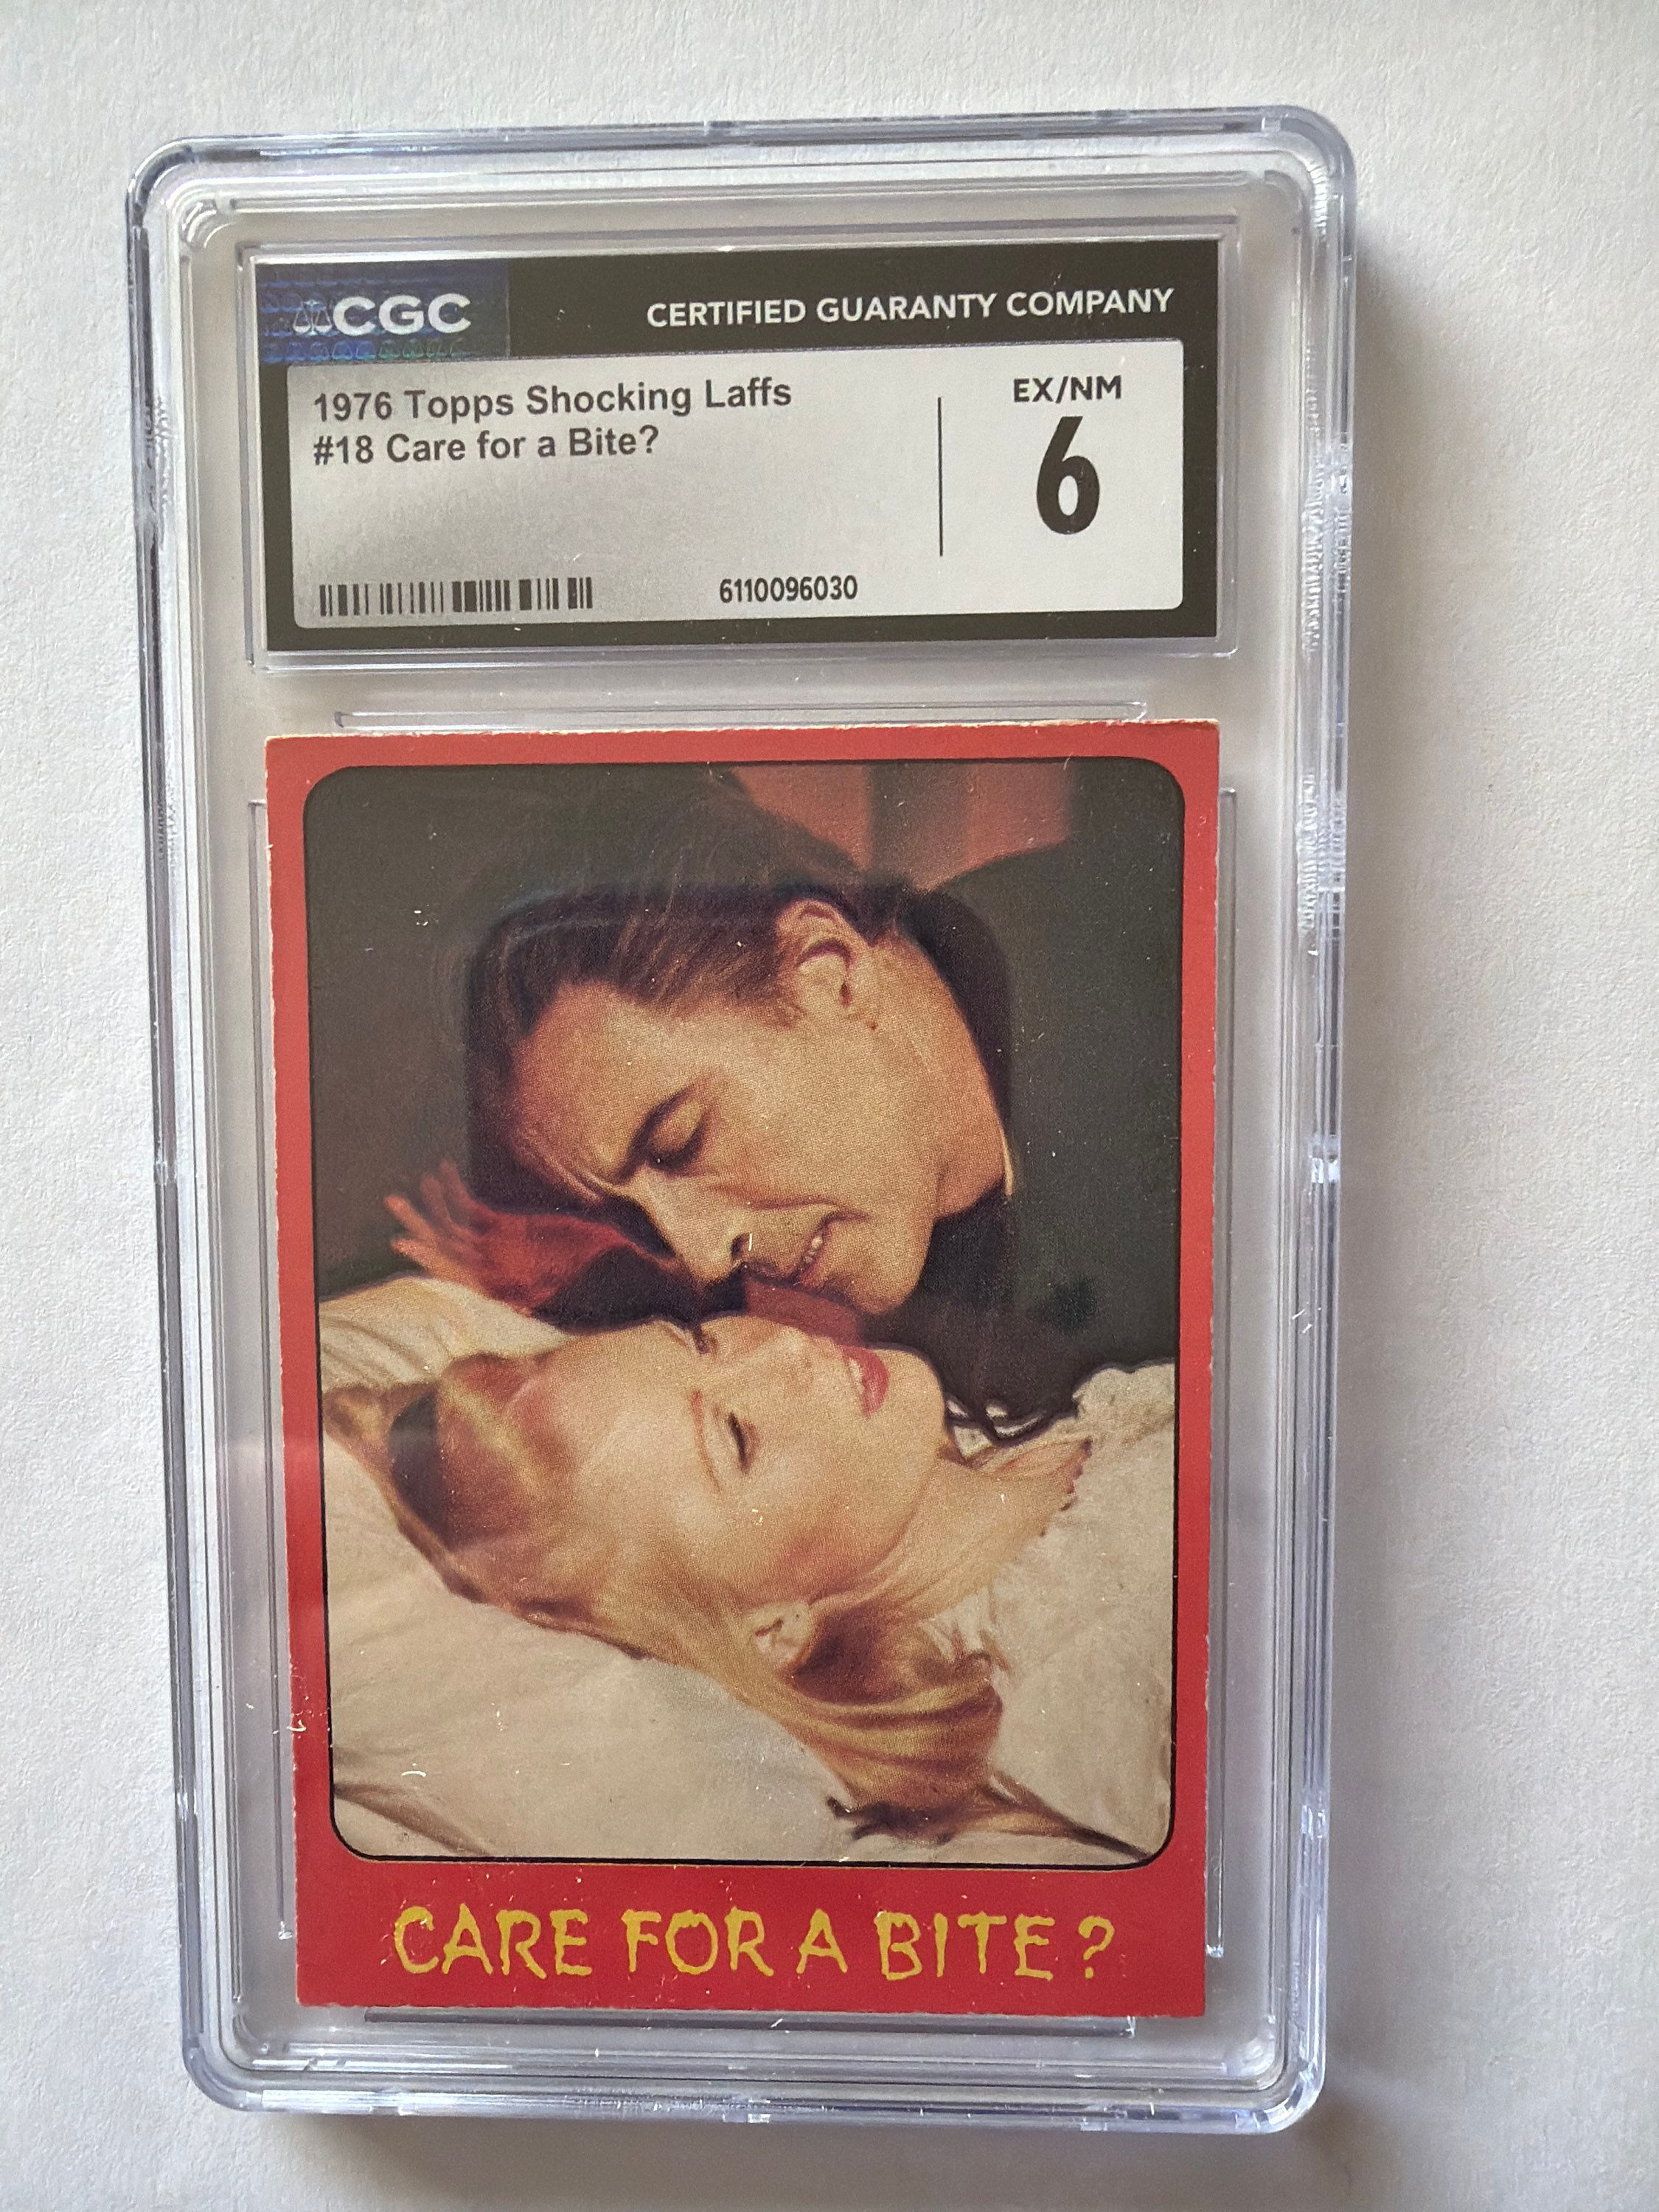 CGC
CERTIFIED GUARANTY COMPANY
1976 Topps Shocking Laffs
#18 Care for a Bite?
EX/NM
6
6110096030
CARE FOR A BITE?